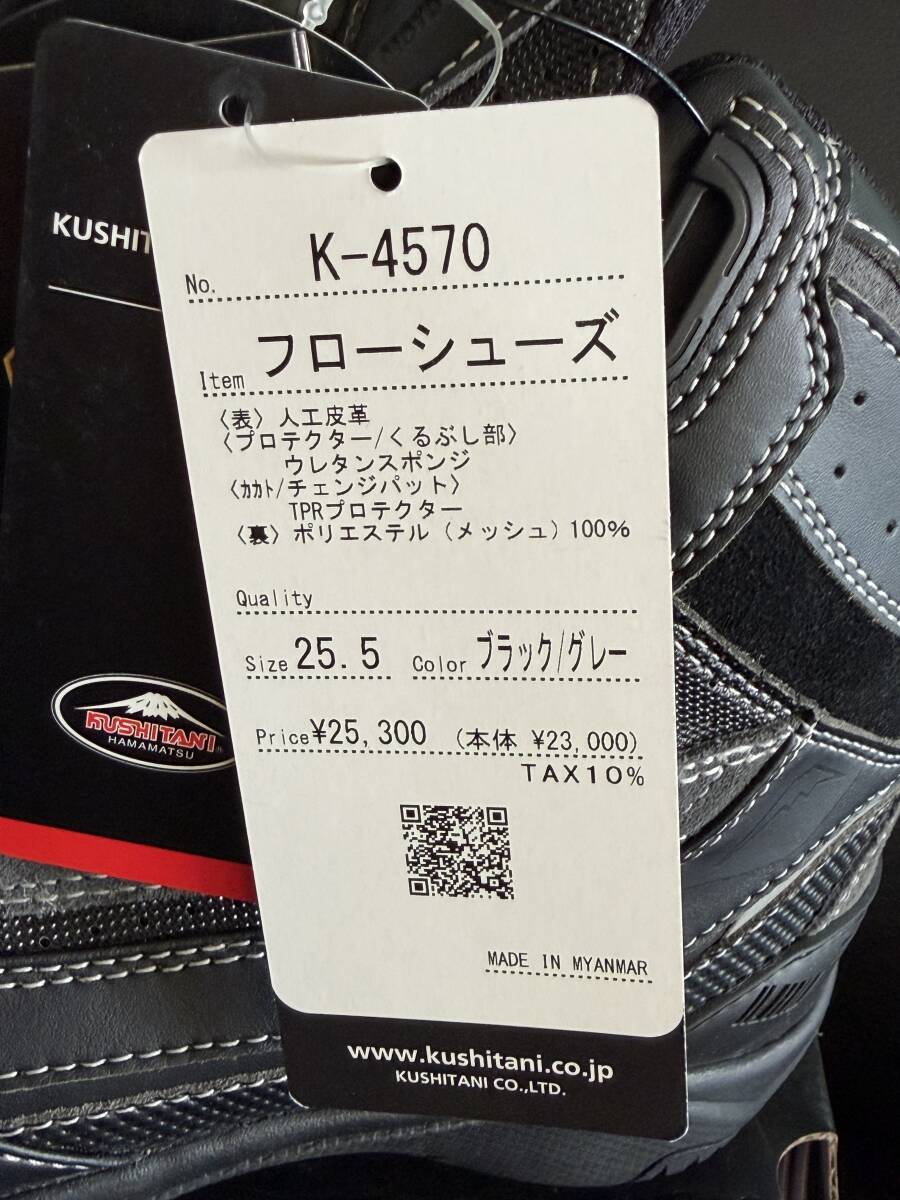 KUSHIT
No. K-4570
Item フローシューズ
〈表〉人工皮革
〈プロテクター/くるぶし部〉
ウレタンスポンジ
〈ｶｶﾄ/チェンジパット〉
TPRプロテクター
〈裏〉ポリエステル（メッシュ）100%
Quality
Size 25.5 Color ブラック/グレー
Price ¥25,300 (本体 ¥23,000)
TAX10%
KUSHITANI
HAMAMATSU
MADE IN MYANMAR
www.kushitani.co.jp
KUSHITANI CO.,LTD.